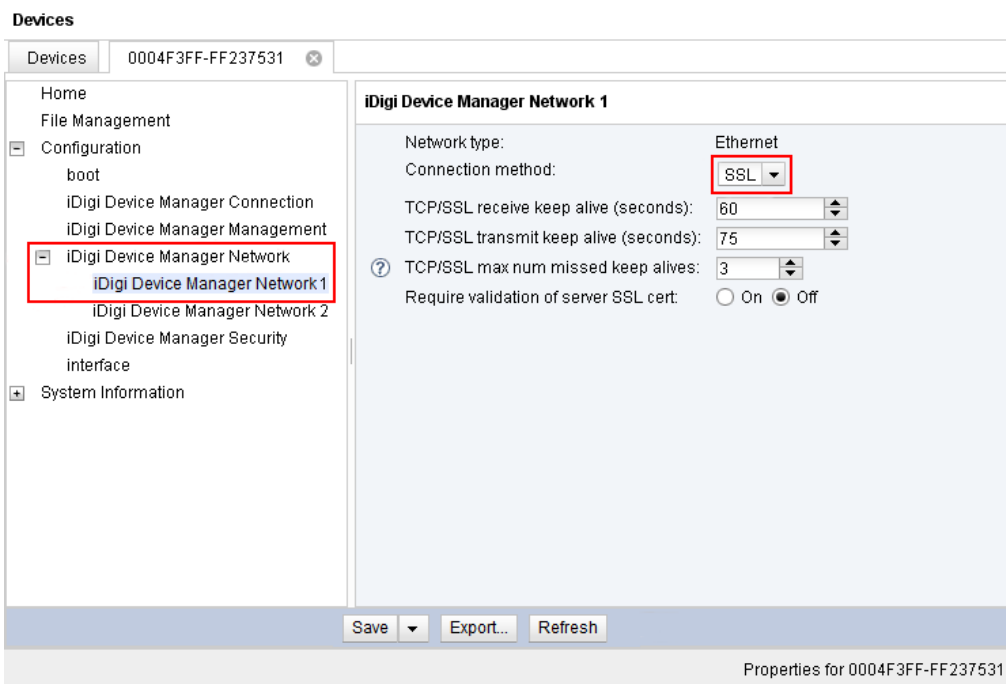 Devices
Devices
0004F3FF-FF237531
Home
File Management
Configuration
boot
iDigi Device Manager Connection
iDigi Device Manager Management
iDigi Device Manager Network
iDigi Device Manager Network 1
iDigi Device Manager Network 2
iDigi Device Manager Security
interface
System Information
iDigi Device Manager Network 1
Network type: Ethernet
Connection method: SSL
TCP/SSL receive keep alive (seconds): 60
TCP/SSL transmit keep alive (seconds): 75
? TCP/SSL max num missed keep alives: 3
Require validation of server SSL cert: On Off
Save Export... Refresh
Properties for 0004F3FF-FF237531